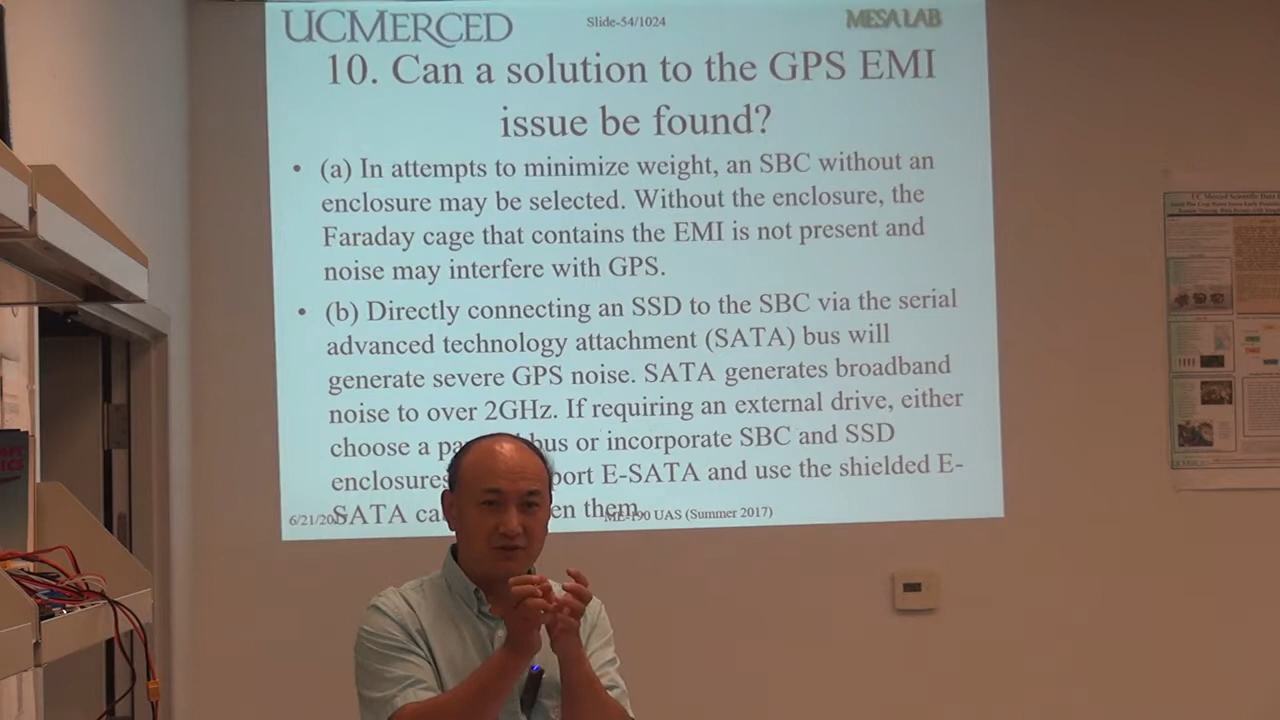 UCMERCED
Slide-54/1024
MESA LAB
10. Can a solution to the GPS EMI
issue be found?
• (a) In attempts to minimize weight, an SBC without an
enclosure may be selected. Without the enclosure, the
Faraday cage that contains the EMI is not present and
noise may interfere with GPS.
• (b) Directly connecting an SSD to the SBC via the serial
advanced technology attachment (SATA) bus will
generate severe GPS noise. SATA generates broadband
noise to over 2GHz. If requiring an external drive, either
choose a bus or incorporate SBC and SSD
enclosures E-SATA and use the shielded E-
SATA them.
ME-190 UAS (Summer 2017)
UC Merced Scientific Data
UCMERCED